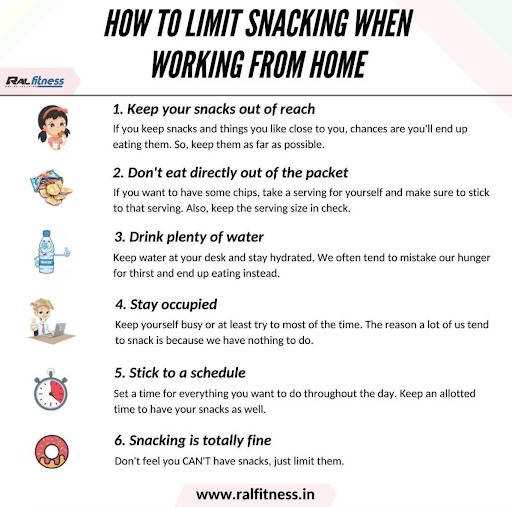 HOW TO LIMIT SNACKING WHEN
WORKING FROM HOME
RALfitness
1. Keep your snacks out of reach
If you keep snacks and things you like close to you, chances are you'll end up
eating them. So, keep them as far as possible.
2. Don't eat directly out of the packet
If you want to have some chips, take a serving for yourself and make sure to stick
to that serving. Also, keep the serving size in check.
3. Drink plenty of water
Keep water at your desk and stay hydrated. We often tend to mistake our hunger
for thirst and end up eating instead.
4. Stay occupied
Keep yourself busy or at least try to most of the time. The reason a lot of us tend
to snack is because we have nothing to do.
5. Stick to a schedule
Set a time for everything you want to do throughout the day. Keep an allotted
time to have your snacks as well.
6. Snacking is totally fine
Don't feel you CAN'T have snacks, just limit them.
www.ralfitness.in